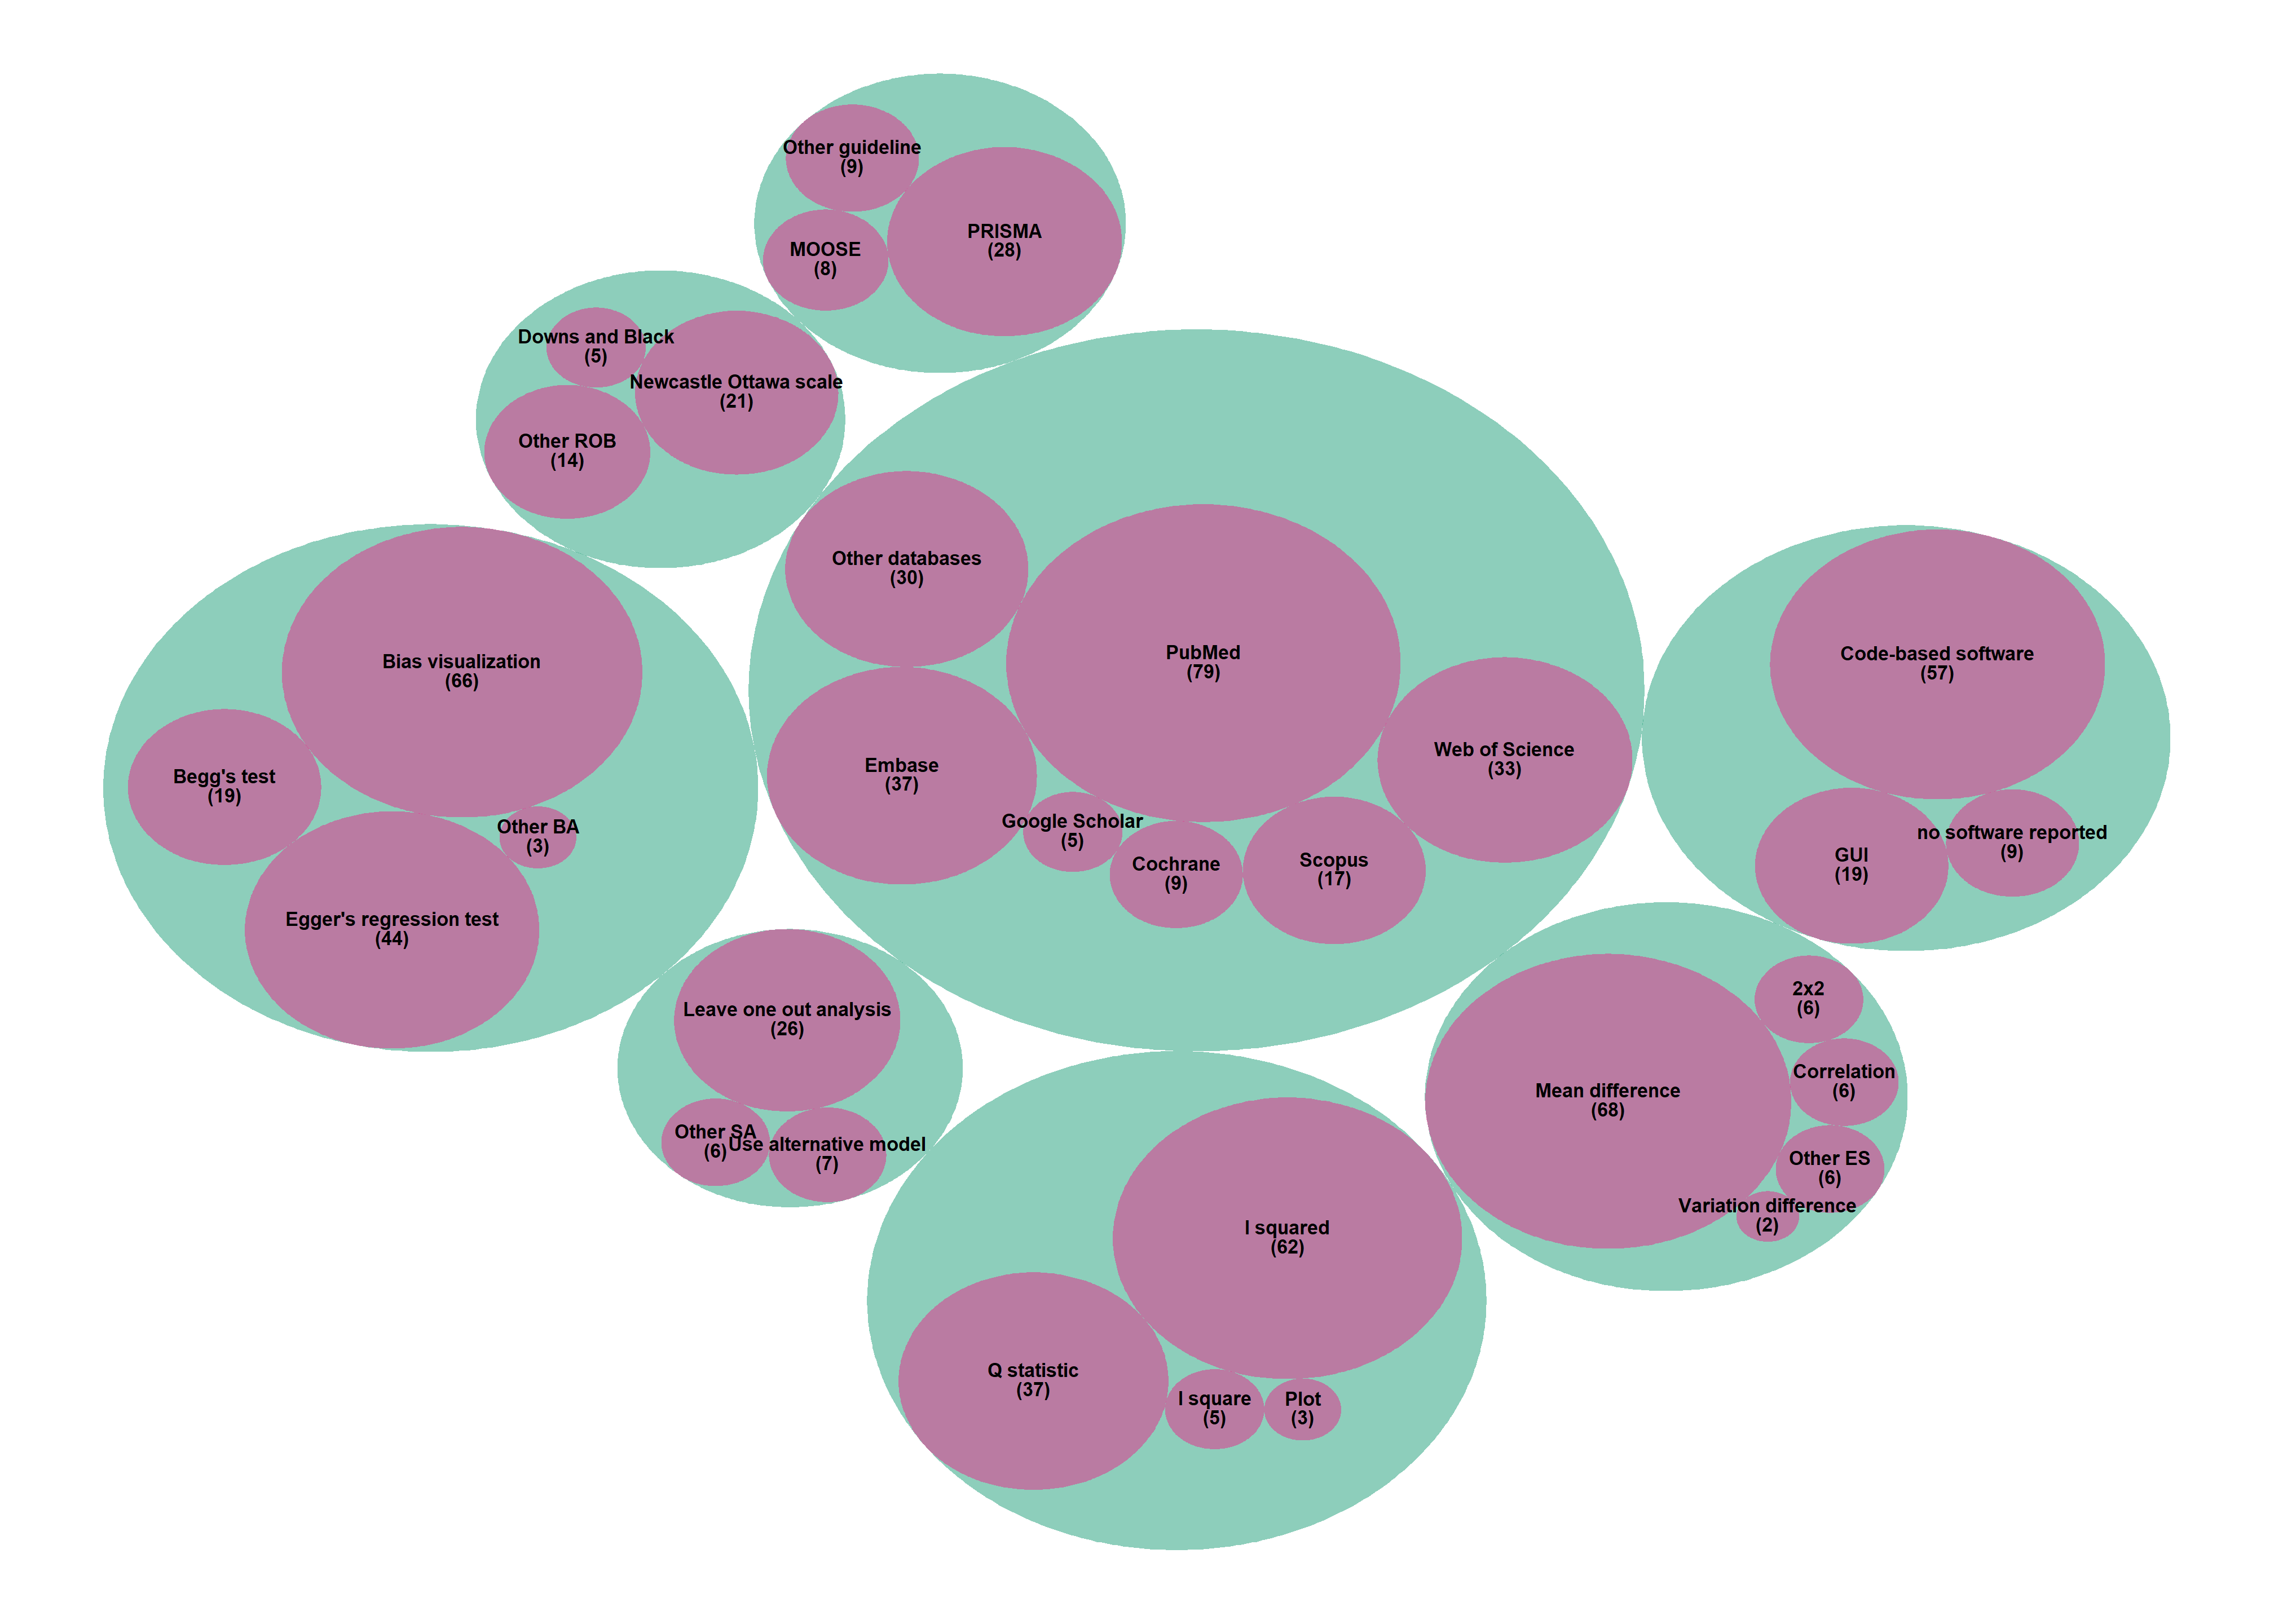 Other guideline
(9)
PRISMA
(28)
MOOSE
(8)
Downs and Black
(5)
Newcastle Ottawa scale
(21)
Other ROB
(14)
Other databases
(30)
PubMed
(79)
Web of Science
(33)
Embase
(37)
Google Scholar
(5)
Cochrane
(9)
Scopus
(17)
Bias visualization
(66)
Begg's test
(19)
Other BA
(3)
Egger's regression test
(44)
Code-based software
(57)
no software reported
(9)
GUI
(19)
Leave one out analysis
(26)
Other SA
(6)
Use alternative model
(7)
2x2
(6)
Mean difference
(68)
Correlation
(6)
Other ES
(6)
Variation difference
(2)
I squared
(62)
Q statistic
(37)
I square
(5)
Plot
(3)